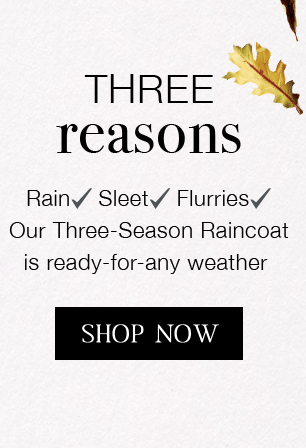 THREE
reasons
Rain✓ Sleet✓ Flurries✓
Our Three-Season Raincoat
is ready-for-any weather
SHOP NOW